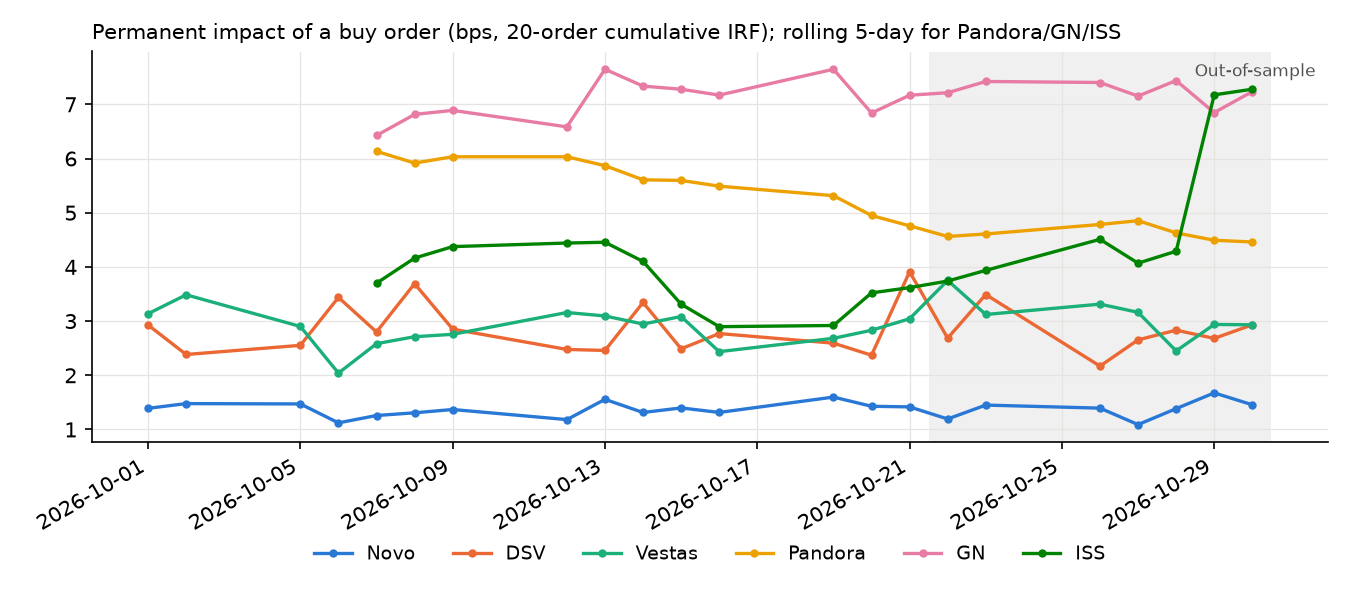 Permanent impact of a buy order (bps, 20-order cumulative IRF); rolling 5-day for Pandora/GN/ISS
Out-of-sample
7
6
5
4
3
2
1
2026-10-01
2026-10-05
2026-10-09
2026-10-13
2026-10-17
2026-10-21
2026-10-25
2026-10-29
Novo
DSV
Vestas
Pandora
GN
ISS